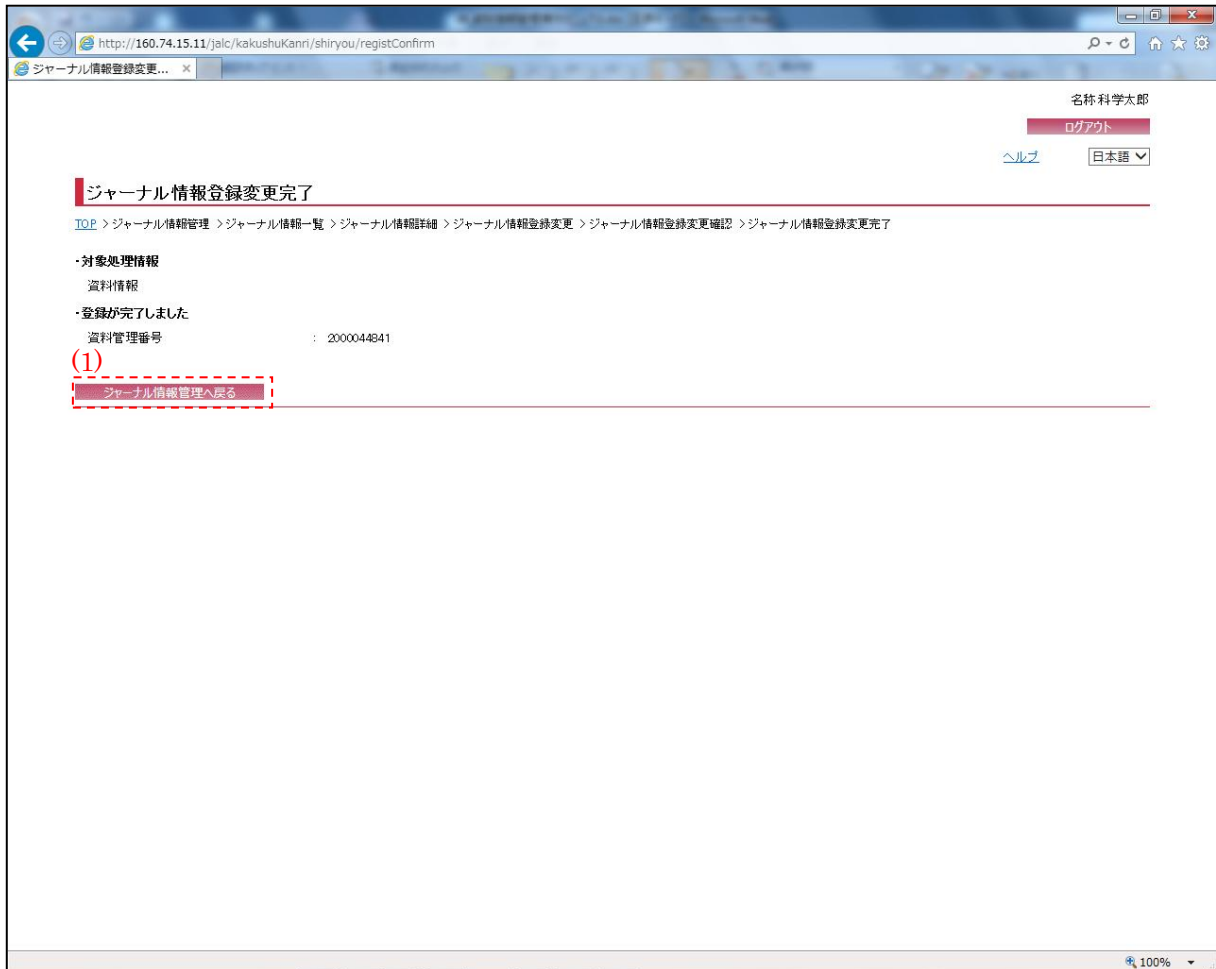 http://160.74.15.11/jalc/kakushuKanri/shiryou/registConfirm
ジャーナル情報登録変更... ×
名称 科学太郎
ログアウト
ヘルプ 日本語
ジャーナル情報登録変更完了
TOP >ジャーナル情報管理 >ジャーナル情報一覧 >ジャーナル情報詳細 >ジャーナル情報登録変更 >ジャーナル情報登録変更確認 >ジャーナル情報登録変更完了
・対象処理情報
資料情報
・登録が完了しました
資料管理番号 : 2000044841
(1)
ジャーナル情報管理へ戻る
100%